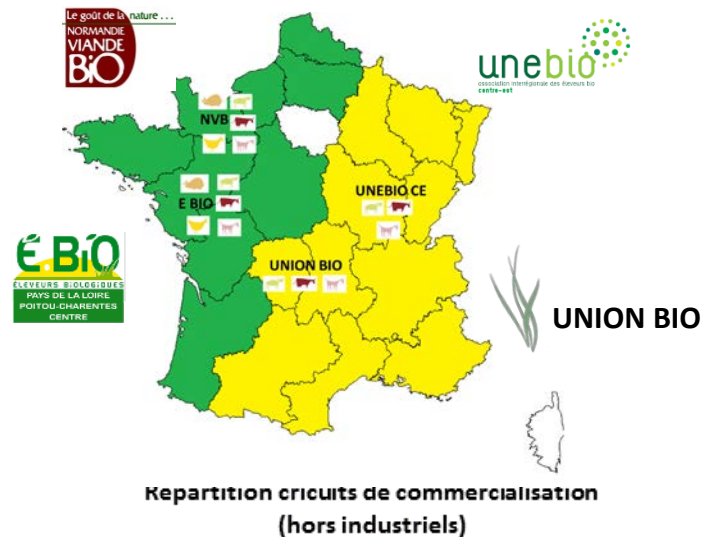 Le goût de la nature ...
NORMANDIE
VIANDE
BiO
unebio
association interrégionale des éleveurs bio
centre-est
NVB
E BIO
UNEBIO CE
UNION BIO
E.BiO
ÉLEVEURS BiOLOGiQUES
PAYS DE LA LOIRE
POITOU-CHARENTES
CENTRE
UNION BIO
Répartition cricuits de commercialisation
(hors industriels)